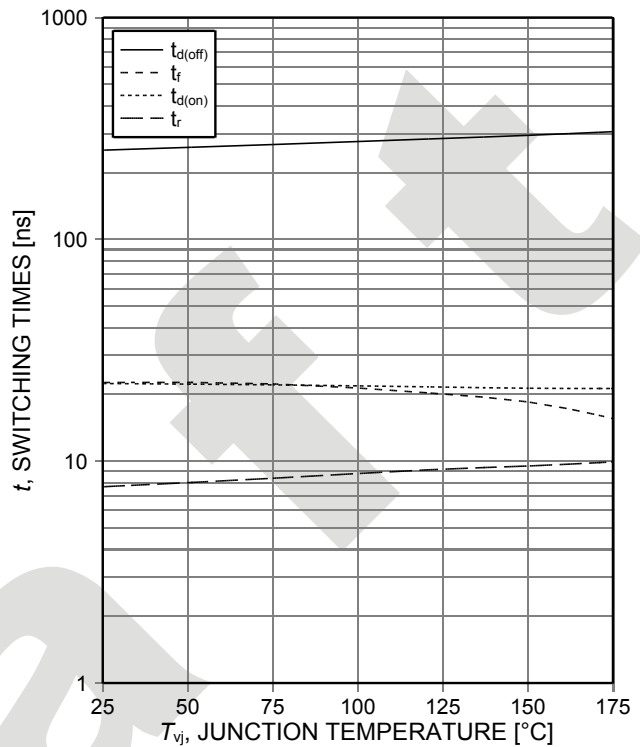 1000
t_d(off)
t_f
t_d(on)
t_r
100
10
1
t, SWITCHING TIMES [ns]
25 50 75 100 125 150 175
T_vj, JUNCTION TEMPERATURE [°C]